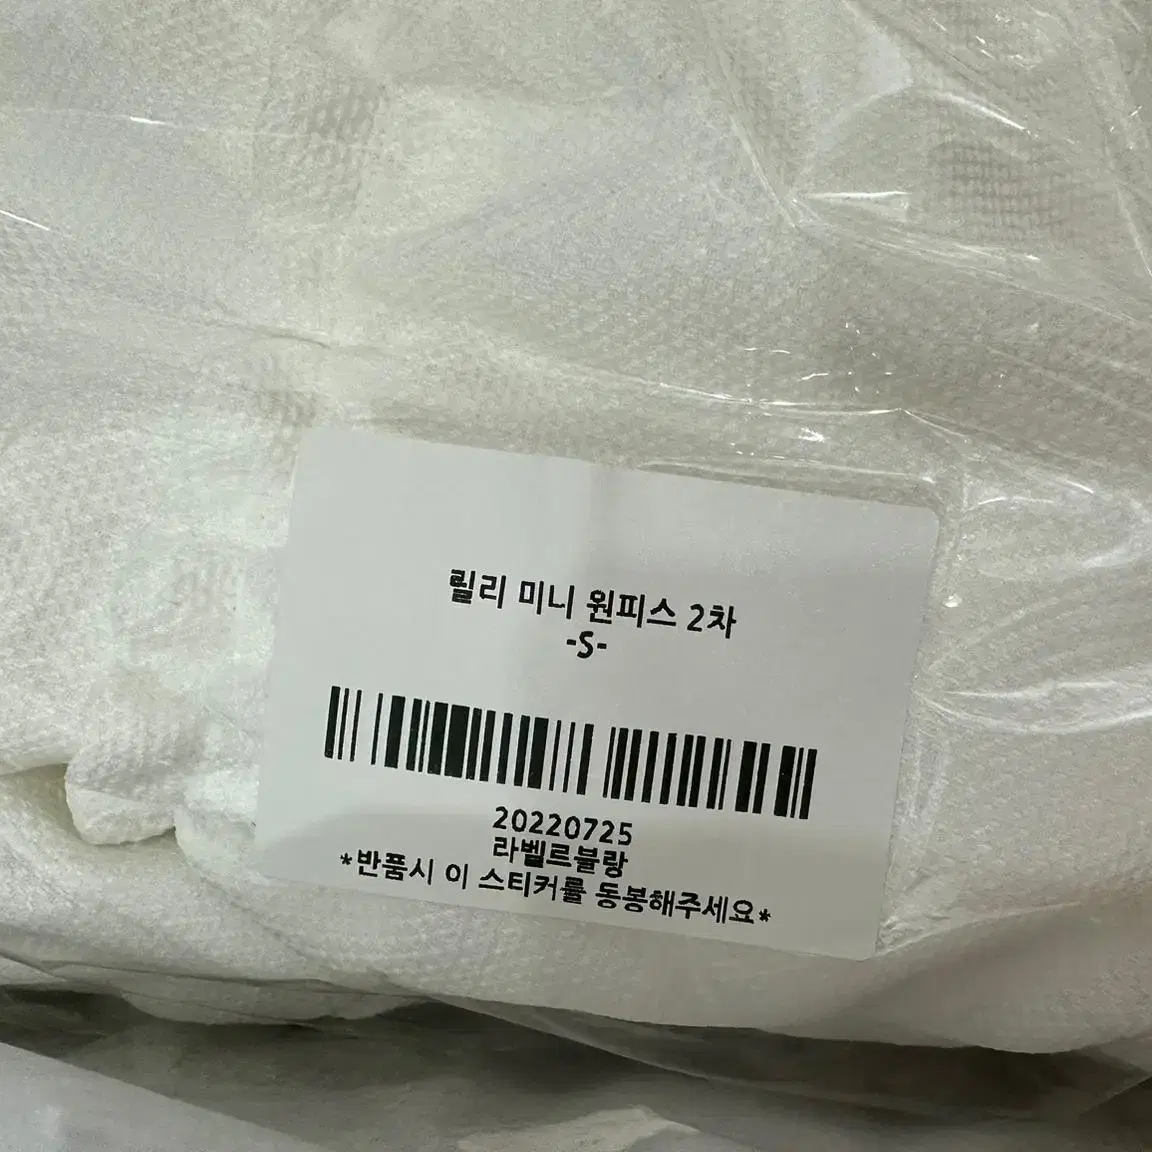 릴리 미니 원피스 2차
-S-
20220725
라벨르블랑
*반품시 이 스티커를 동봉해주세요*